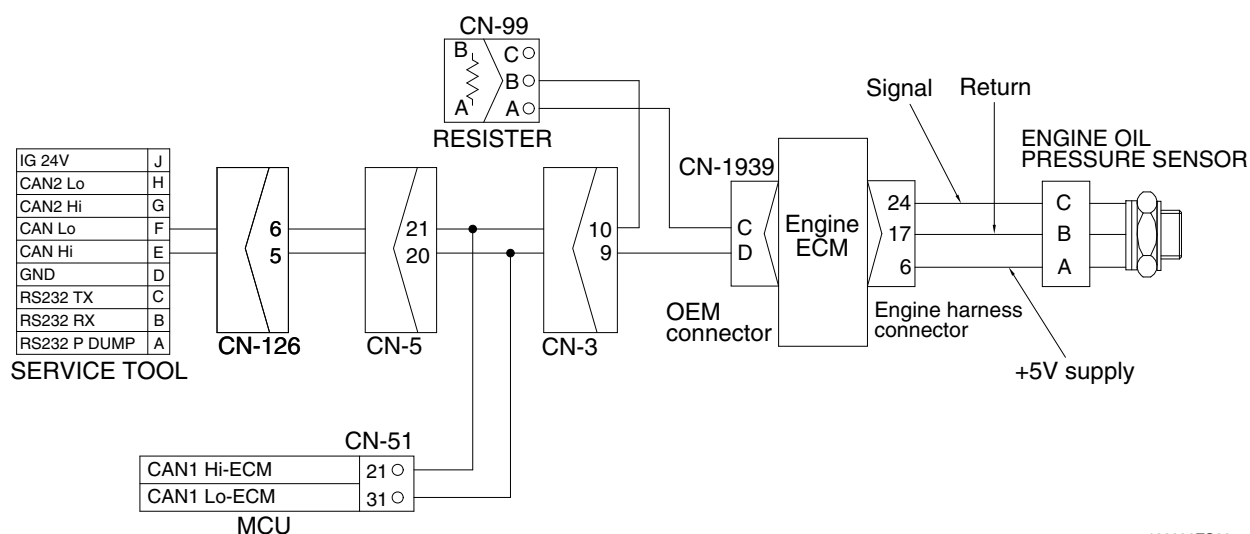 CN-99
B C
B
A A
RESISTER
Signal Return
ENGINE OIL
PRESSURE SENSOR
IG 24V J
CAN2 Lo H
CAN2 Hi G
CAN Lo F
CAN Hi E
GND D
RS232 TX C
RS232 RX B
RS232 P DUMP A
SERVICE TOOL
6
5
CN-126
21
20
CN-5
10
9
CN-3
CN-1939
C
D
OEM
connector
Engine
ECM
24
17
6
Engine harness
connector
C
B
A
+5V supply
CN-51
CAN1 Hi-ECM 21
CAN1 Lo-ECM 31
MCU